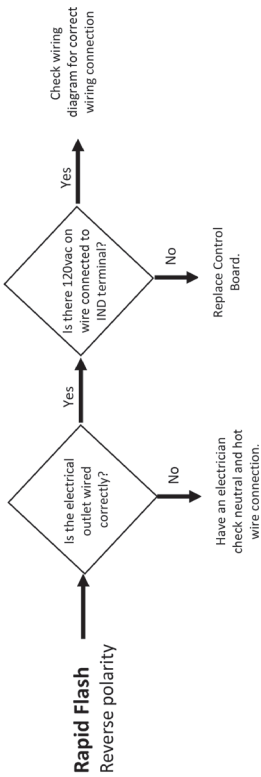 Rapid Flash
Reverse polarity
Is the electrical
outlet wired
correctly?
No
Have an electrician
check neutral and hot
wire connection.
Yes
Is there 120vac on
wire connected to
IND terminal?
No
Replace Control
Board.
Yes
Check wiring
diagram for correct
wiring connection